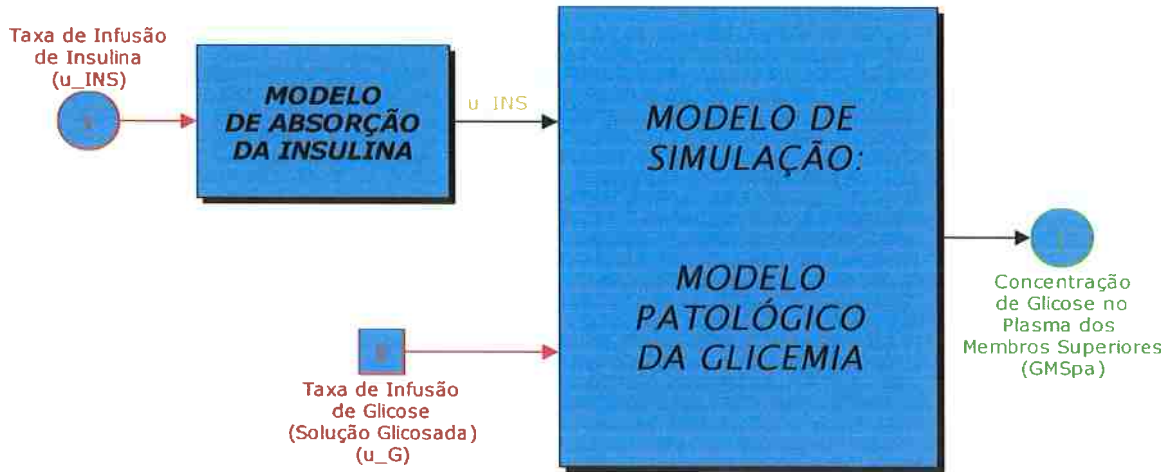 Taxa de Infusão
de Insulina
(u_INS)
MODELO
DE ABSORÇÃO
DA INSULINA
u_INS
MODELO DE
SIMULAÇÃO:
MODELO
PATOLÓGICO
DA GLICEMIA
Taxa de Infusão
de Glicose
(Solução Glicosada)
(u_G)
Concentração
de Glicose no
Plasma dos
Membros Superiores
(GMSpa)